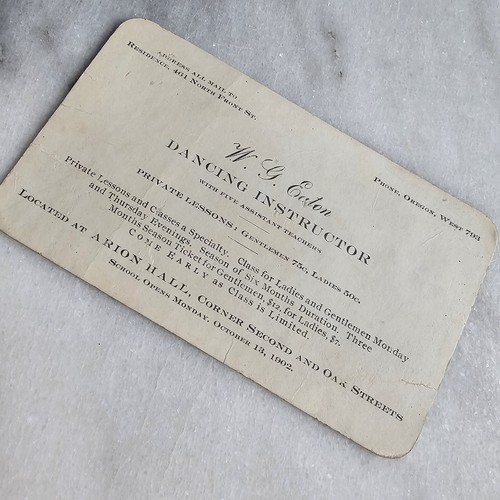 Address all mail to
Residence, 461 North Front St.
Phone, Oregon, West 703
W. G. Eaton
DANCING INSTRUCTOR
WITH FIVE ASSISTANT TEACHERS
PRIVATE LESSONS: Gentlemen 75c, Ladies 50c.
Private Lessons and Classes a Specialty. Class for Ladies and Gentlemen Monday
and Thursday Evenings. Season of Six Months Duration. Three
Months Season Ticket for Gentlemen, $12, for Ladies, $7.
COME EARLY as Class is Limited.
Located at ARION HALL, Corner Second and Oak Streets
School Opens Monday, October 13, 1902.